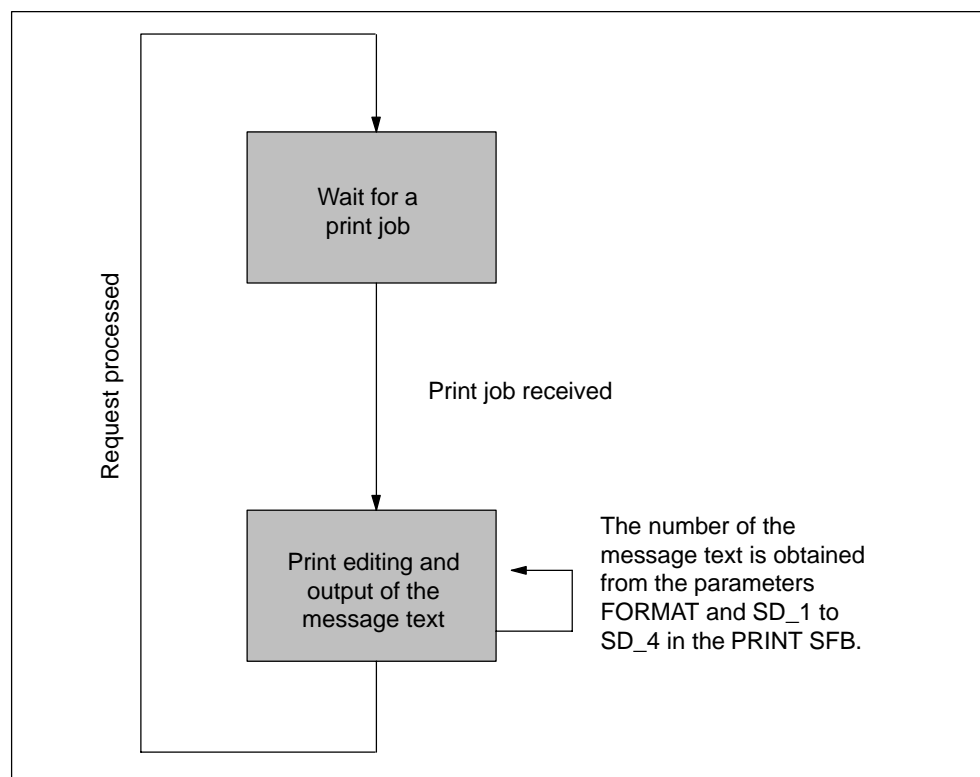 Wait for a
print job
Request processed
Print job received
Print editing and
output of the
message text
The number of the
message text is obtained
from the parameters
FORMAT and SD_1 to
SD_4 in the PRINT SFB.